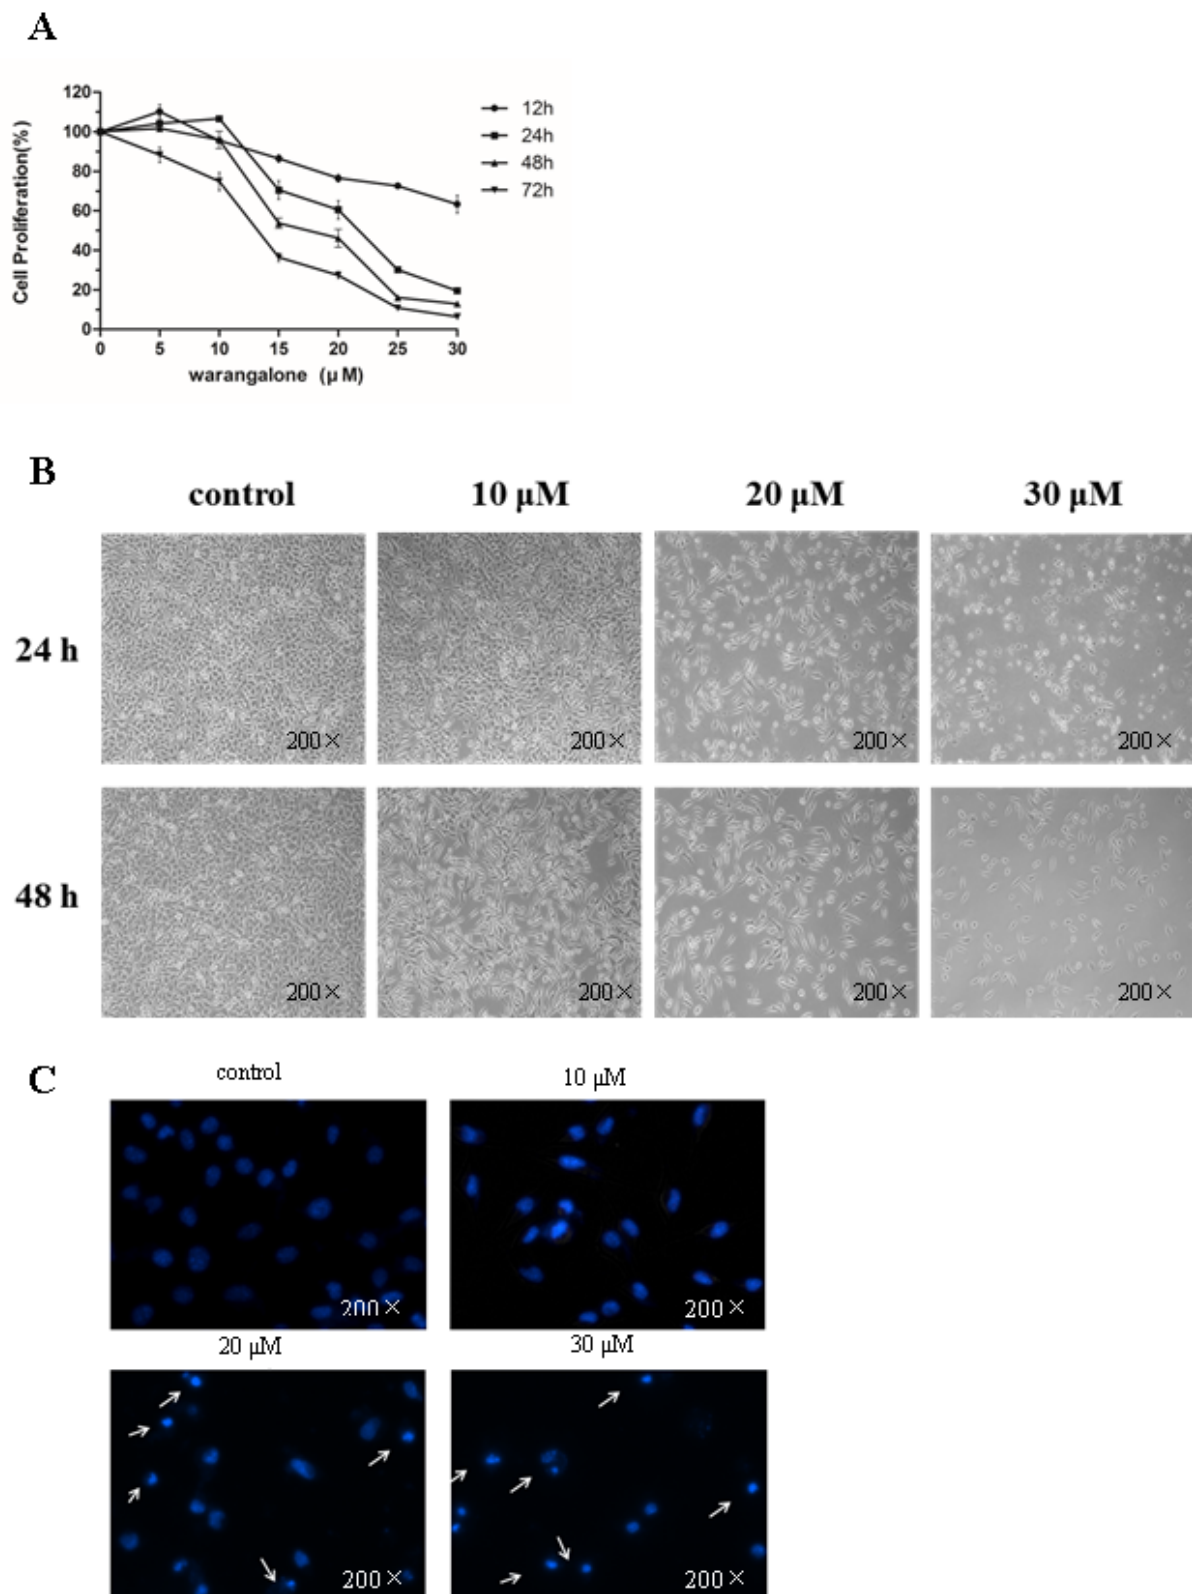 A
120
100
80
60
40
20
0
0 5 10 15 20 25 30
Cell Proliferation(%)
warangalone (μM)
12h
24h
48h
72h
B
control 10 μM 20 μM 30 μM
24 h
200× 200× 200× 200×
48 h
200× 200× 200× 200×
C
control 10 μM
200× 200×
20 μM 30 μM
200× 200×